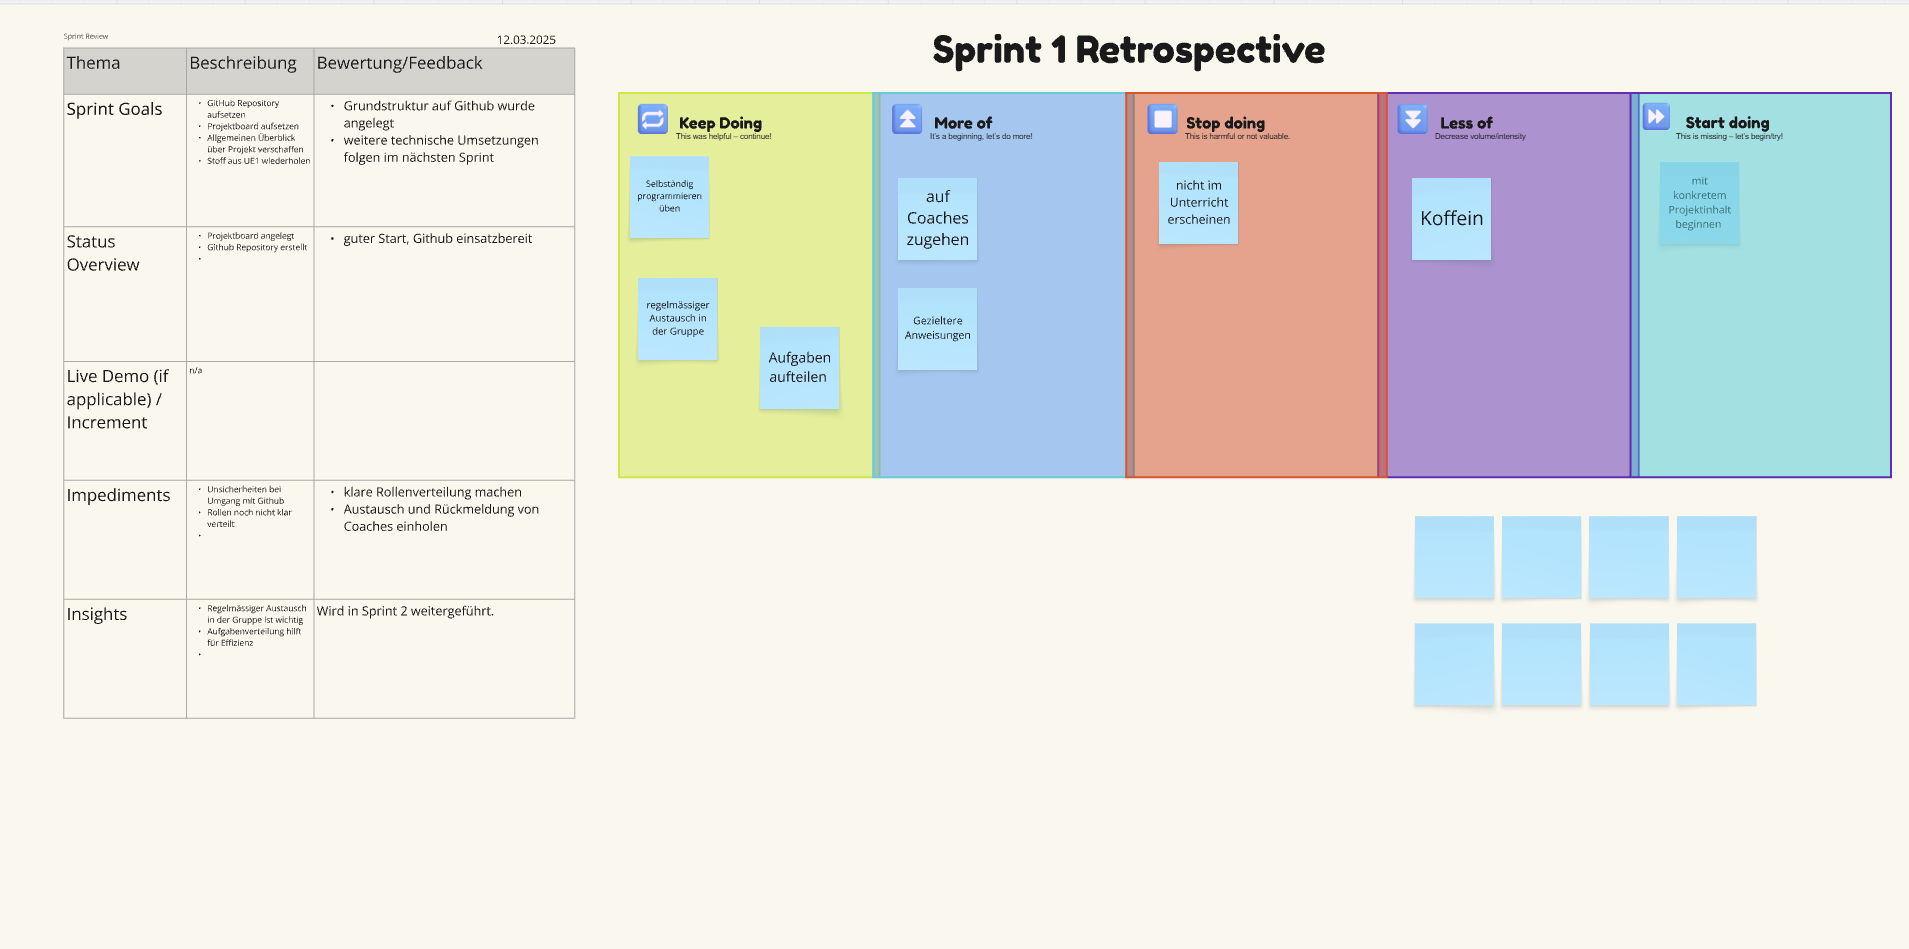 Sprint Review
12.03.2025
Thema
Beschreibung
Bewertung/Feedback
Sprint Goals
• GitHub Repository
aufsetzen
• Projektboard aufsetzen
• Allgemeinen Überblick
über Projekt verschaffen
• Stoff aus UE1 wiederholen
• Grundstruktur auf Github wurde
angelegt
• weitere technische Umsetzungen
folgen im nächsten Sprint
Status
Overview
• Projektboard angelegt
• Github Repository erstellt
•
• guter Start, Github einsatzbereit
Live Demo (if
applicable) /
Increment
n/a
Impediments
• Unsicherheiten bei
Umgang mit Github
• Rollen noch nicht klar
verteilt
•
• klare Rollenverteilung machen
• Austausch und Rückmeldung von
Coaches einholen
Insights
• Regelmässiger Austausch
in der Gruppe ist wichtig
• Aufgabenverteilung hilft
für Effizienz
•
Wird in Sprint 2 weitergeführt.
Sprint 1 Retrospective
Keep Doing
This was helpful – continue!
Selbständig
programmieren
üben
regelmässiger
Austausch in
der Gruppe
Aufgaben
aufteilen
More of
It's a beginning, let's do more!
auf
Coaches
zugehen
Gezieltere
Anweisungen
Stop doing
This is harmful or not valuable.
nicht im
Unterricht
erscheinen
Less of
Decrease volume/intensity
Koffein
Start doing
This is missing – let's begin/try!
mit
konkretem
Projektinhalt
beginnen